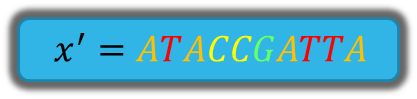 x′ = ATACCGATTA